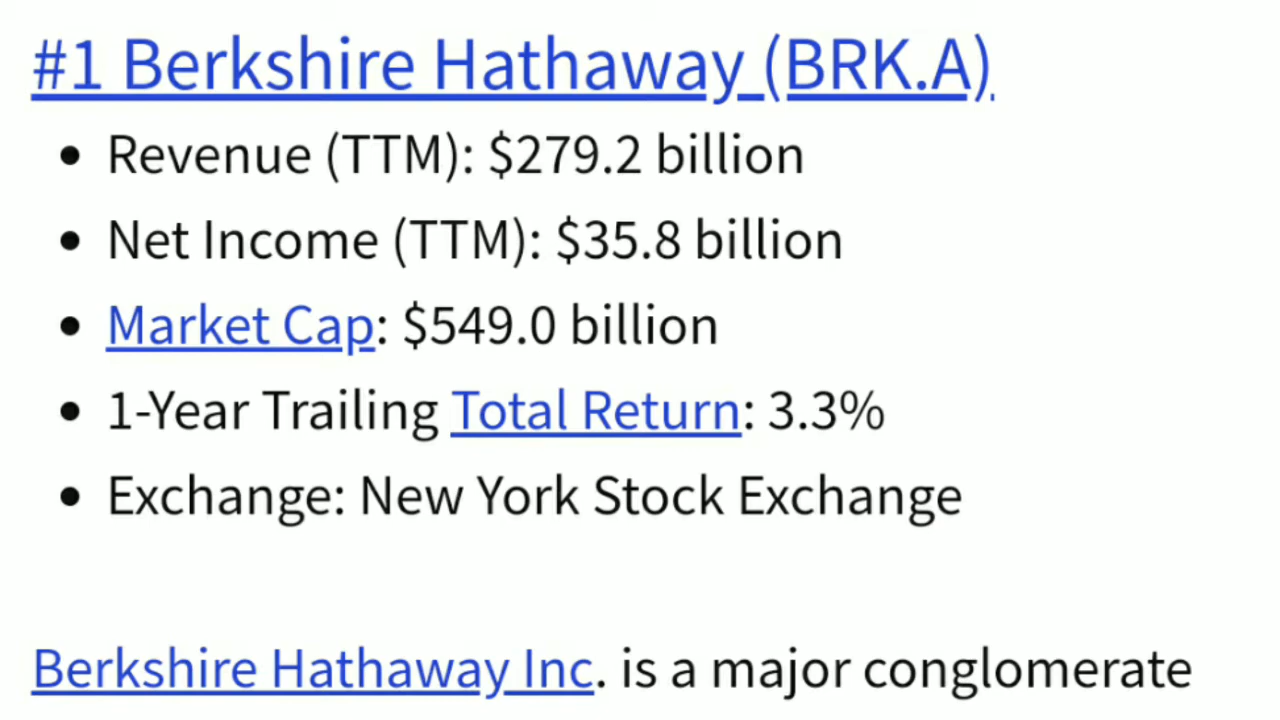 #1 Berkshire Hathaway (BRK.A).
• Revenue (TTM): $279.2 billion
• Net Income (TTM): $35.8 billion
• Market Cap: $549.0 billion
• 1-Year Trailing Total Return: 3.3%
• Exchange: New York Stock Exchange
Berkshire Hathaway Inc. is a major conglomerate